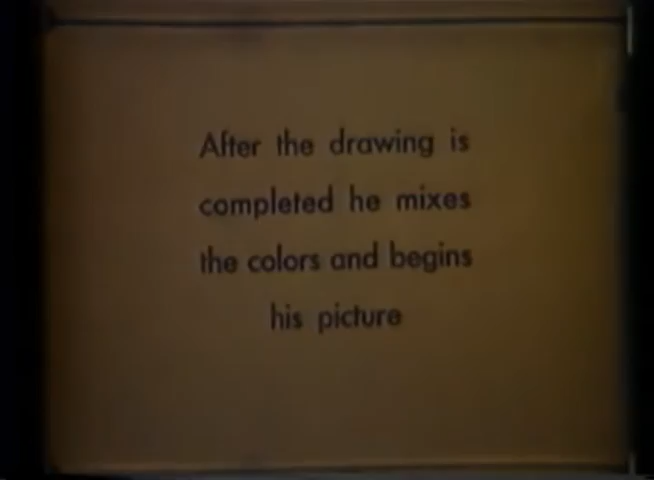 After the drawing is
completed he mixes
the colors and begins
his picture